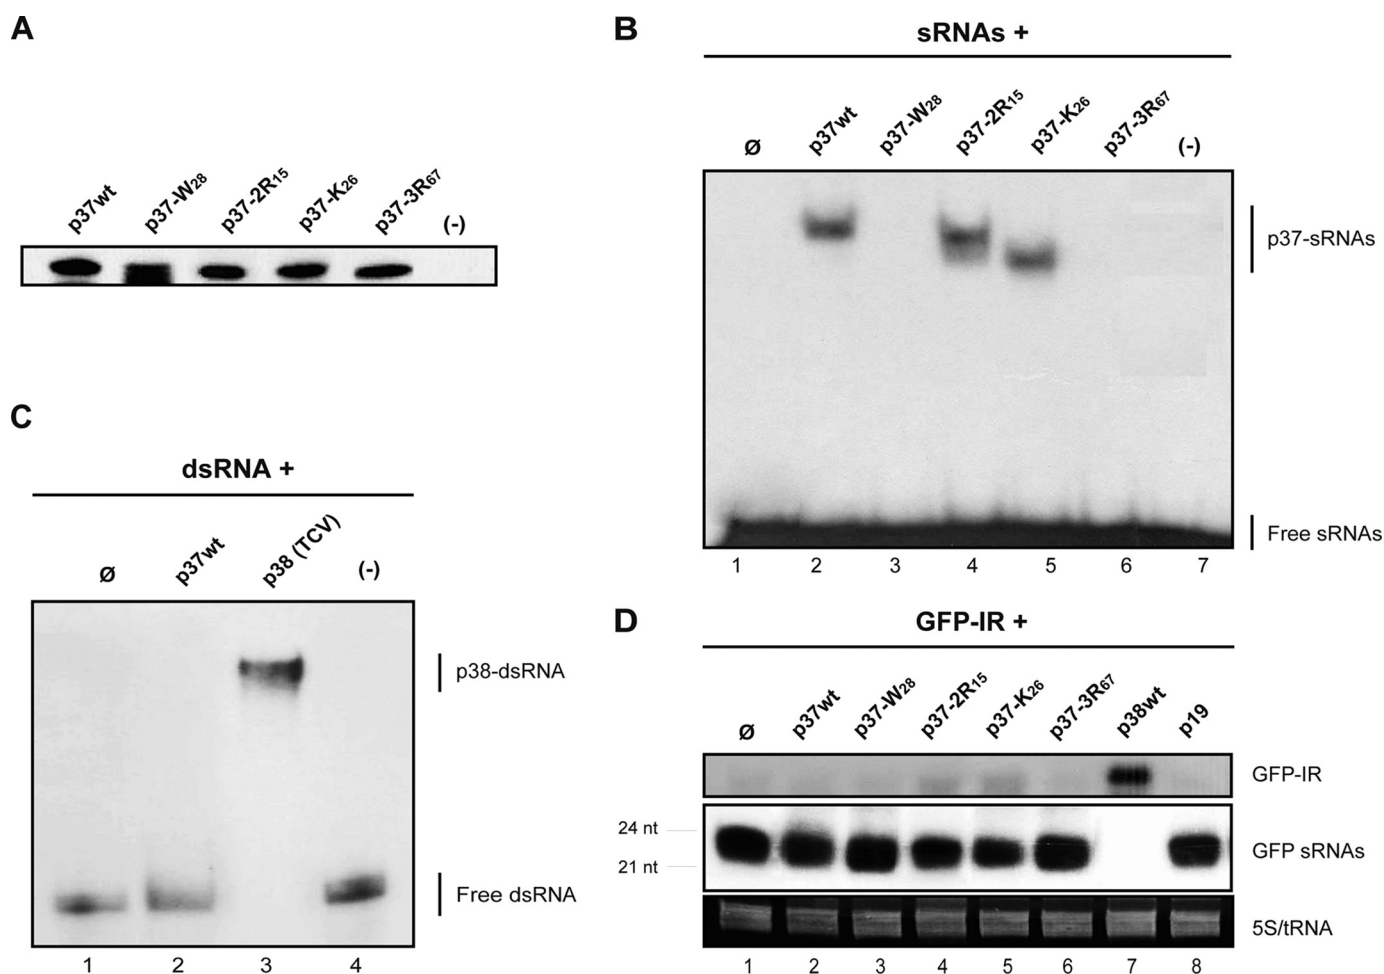 A
p37wt p37-W28 p37-2R15 p37-K26 p37-3R67 (-)
B
sRNAs +
ø p37wt p37-W28 p37-2R15 p37-K26 p37-3R67 (-)
p37-sRNAs
Free sRNAs
1 2 3 4 5 6 7
C
dsRNA +
ø p37wt p38 (TCV) (-)
p38-dsRNA
Free dsRNA
1 2 3 4
D
GFP-IR +
ø p37wt p37-W28 p37-2R15 p37-K26 p37-3R67 p38wt p19
GFP-IR
24 nt
21 nt
GFP sRNAs
5S/tRNA
1 2 3 4 5 6 7 8